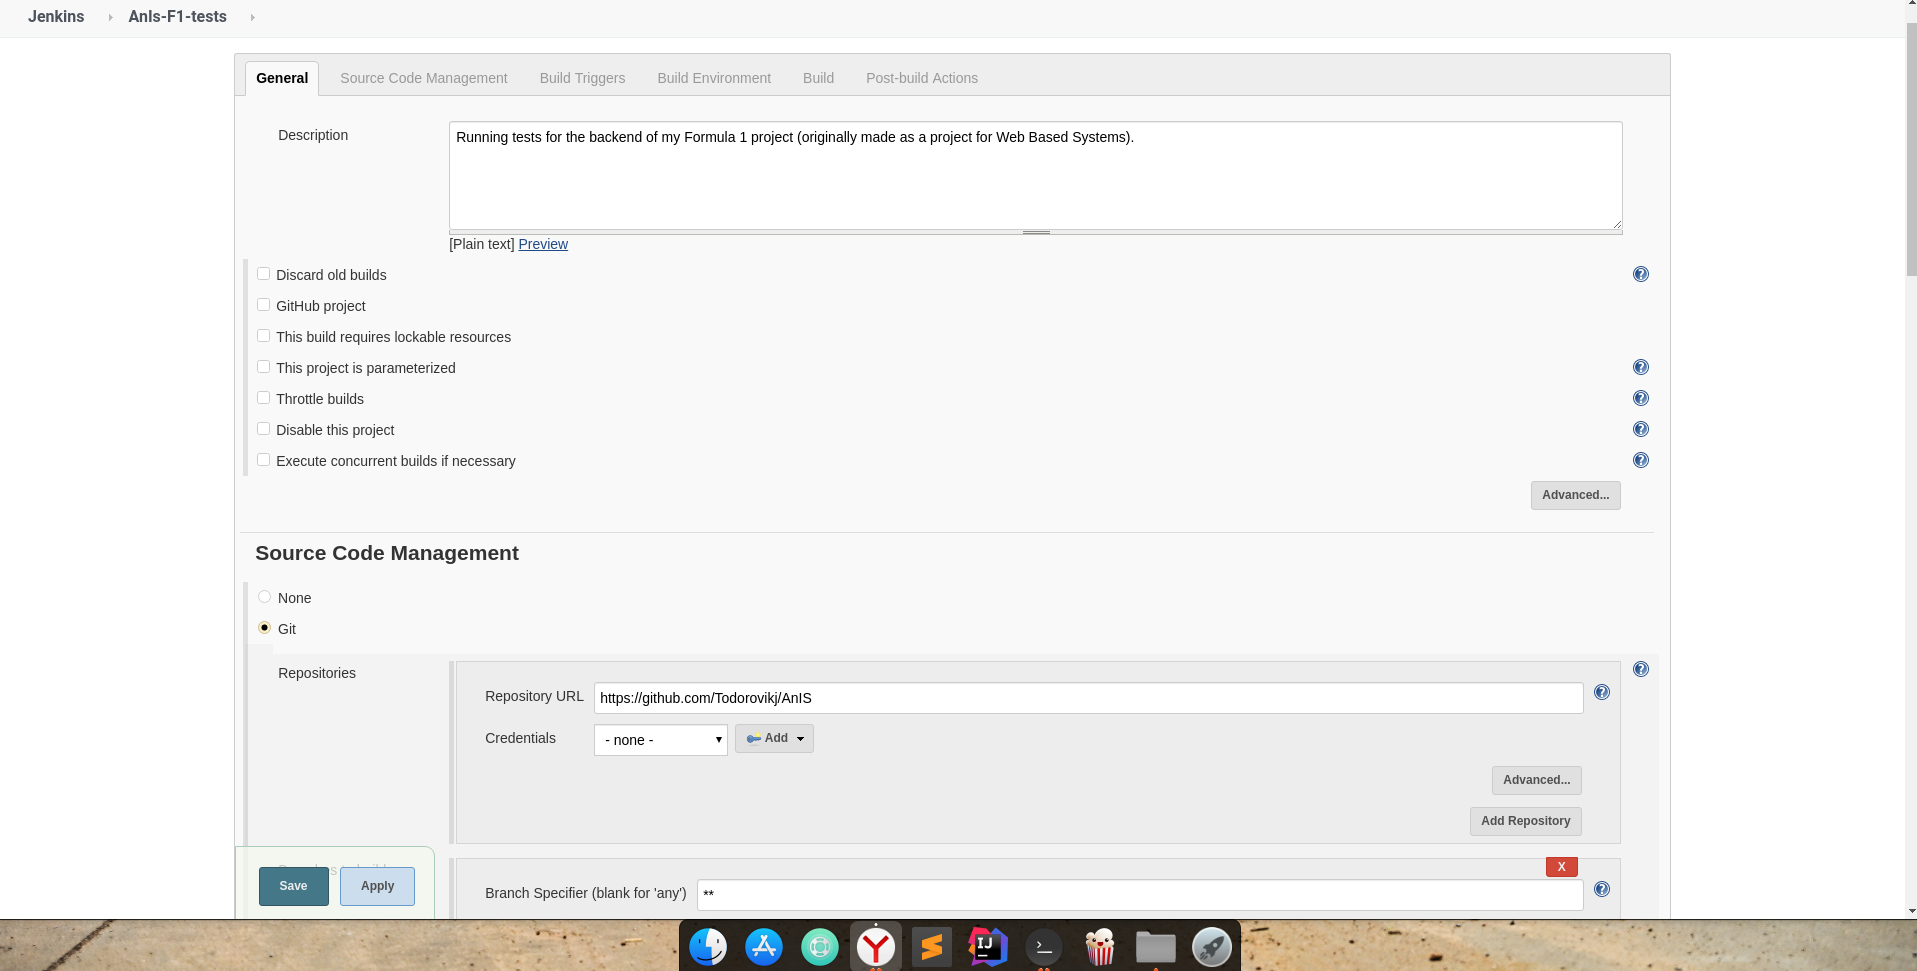 Jenkins AnIs-F1-tests
General Source Code Management Build Triggers Build Environment Build Post-build Actions
Description
Running tests for the backend of my Formula 1 project (originally made as a project for Web Based Systems).
[Plain text] Preview
Discard old builds
GitHub project
This build requires lockable resources
This project is parameterized
Throttle builds
Disable this project
Execute concurrent builds if necessary
Advanced...
Source Code Management
None
Git
Repositories
Repository URL https://github.com/Todorovikj/AnIS
Credentials - none - Add
Advanced...
Add Repository
X
Save Apply
Branch Specifier (blank for 'any') **
IJ